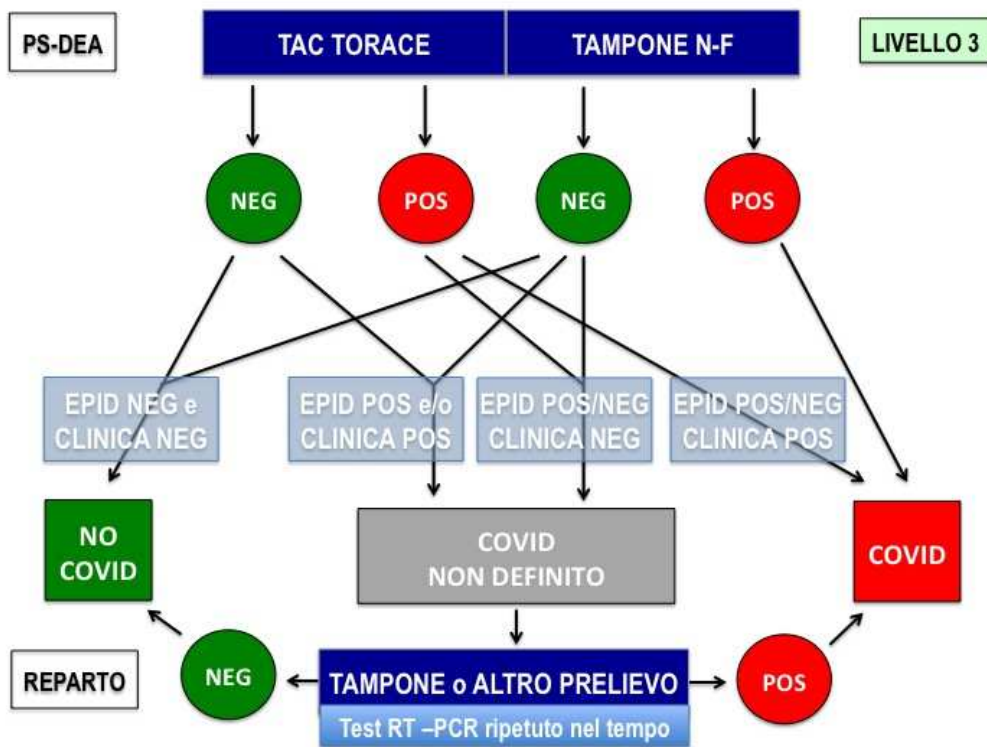 PS-DEA
TAC TORACE
TAMPONE N-F
LIVELLO 3
NEG
POS
NEG
POS
EPID NEG e
CLINICA NEG
EPID POS e/o
CLINICA POS
EPID POS/NEG
CLINICA NEG
EPID POS/NEG
CLINICA POS
NO
COVID
COVID
NON DEFINITO
COVID
REPARTO
NEG
TAMPONE o ALTRO PRELIEVO
POS
Test RT –PCR ripetuto nel tempo